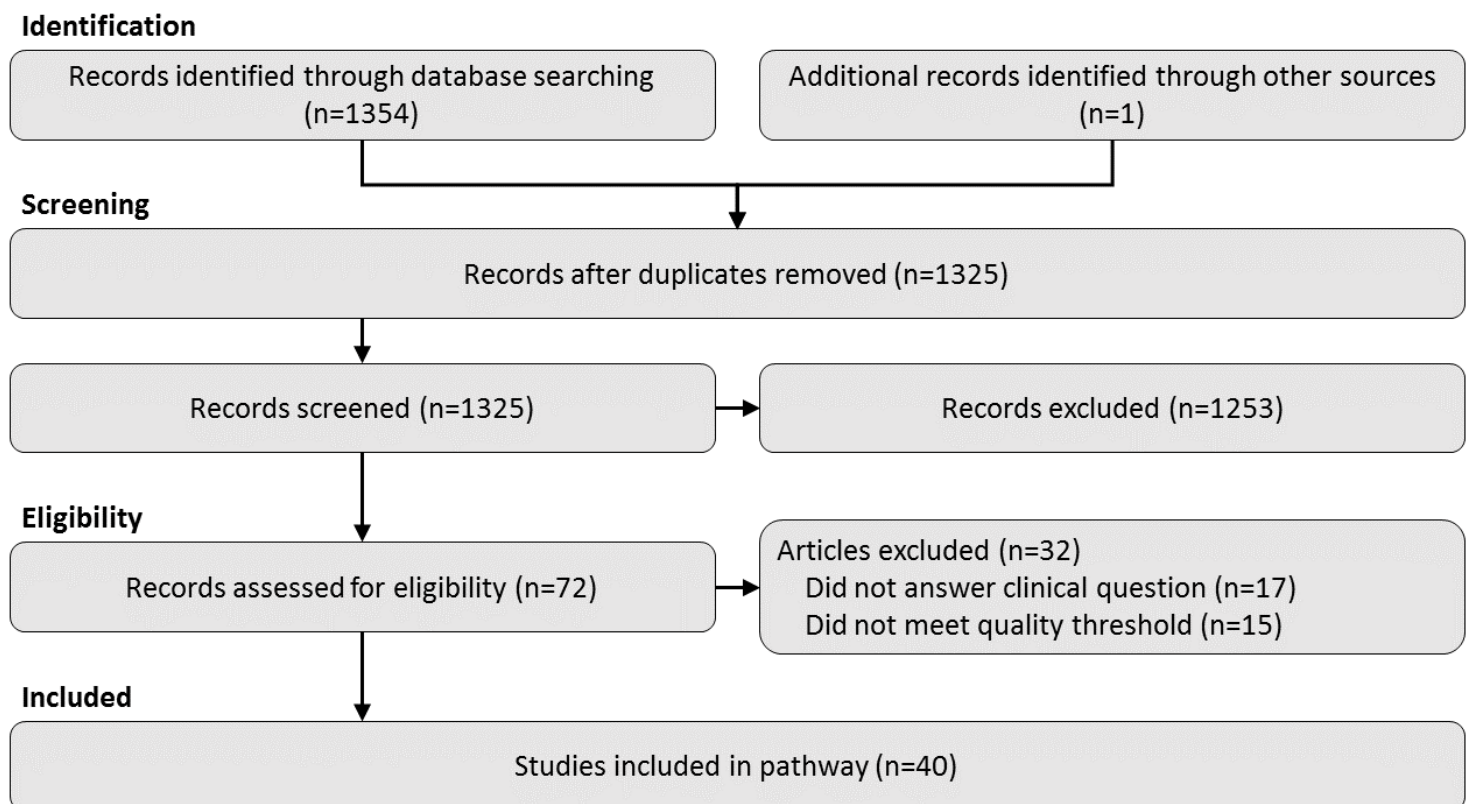 Identification
Records identified through database searching
(n=1354)
Additional records identified through other sources
(n=1)
Screening
Records after duplicates removed (n=1325)
Records screened (n=1325)
Records excluded (n=1253)
Eligibility
Records assessed for eligibility (n=72)
Articles excluded (n=32)
Did not answer clinical question (n=17)
Did not meet quality threshold (n=15)
Included
Studies included in pathway (n=40)